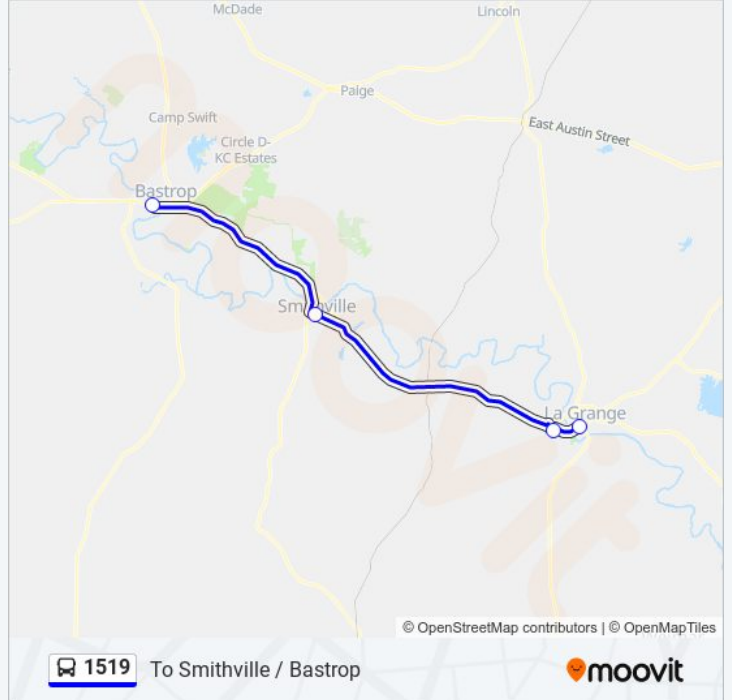 McDade
Lincoln
Paige
Camp Swift
East Austin Street
Circle D-
KC Estates
Bastrop
Smithville
La Grange
© OpenStreetMap contributors | © OpenMapTiles
1519 To Smithville / Bastrop
moovit